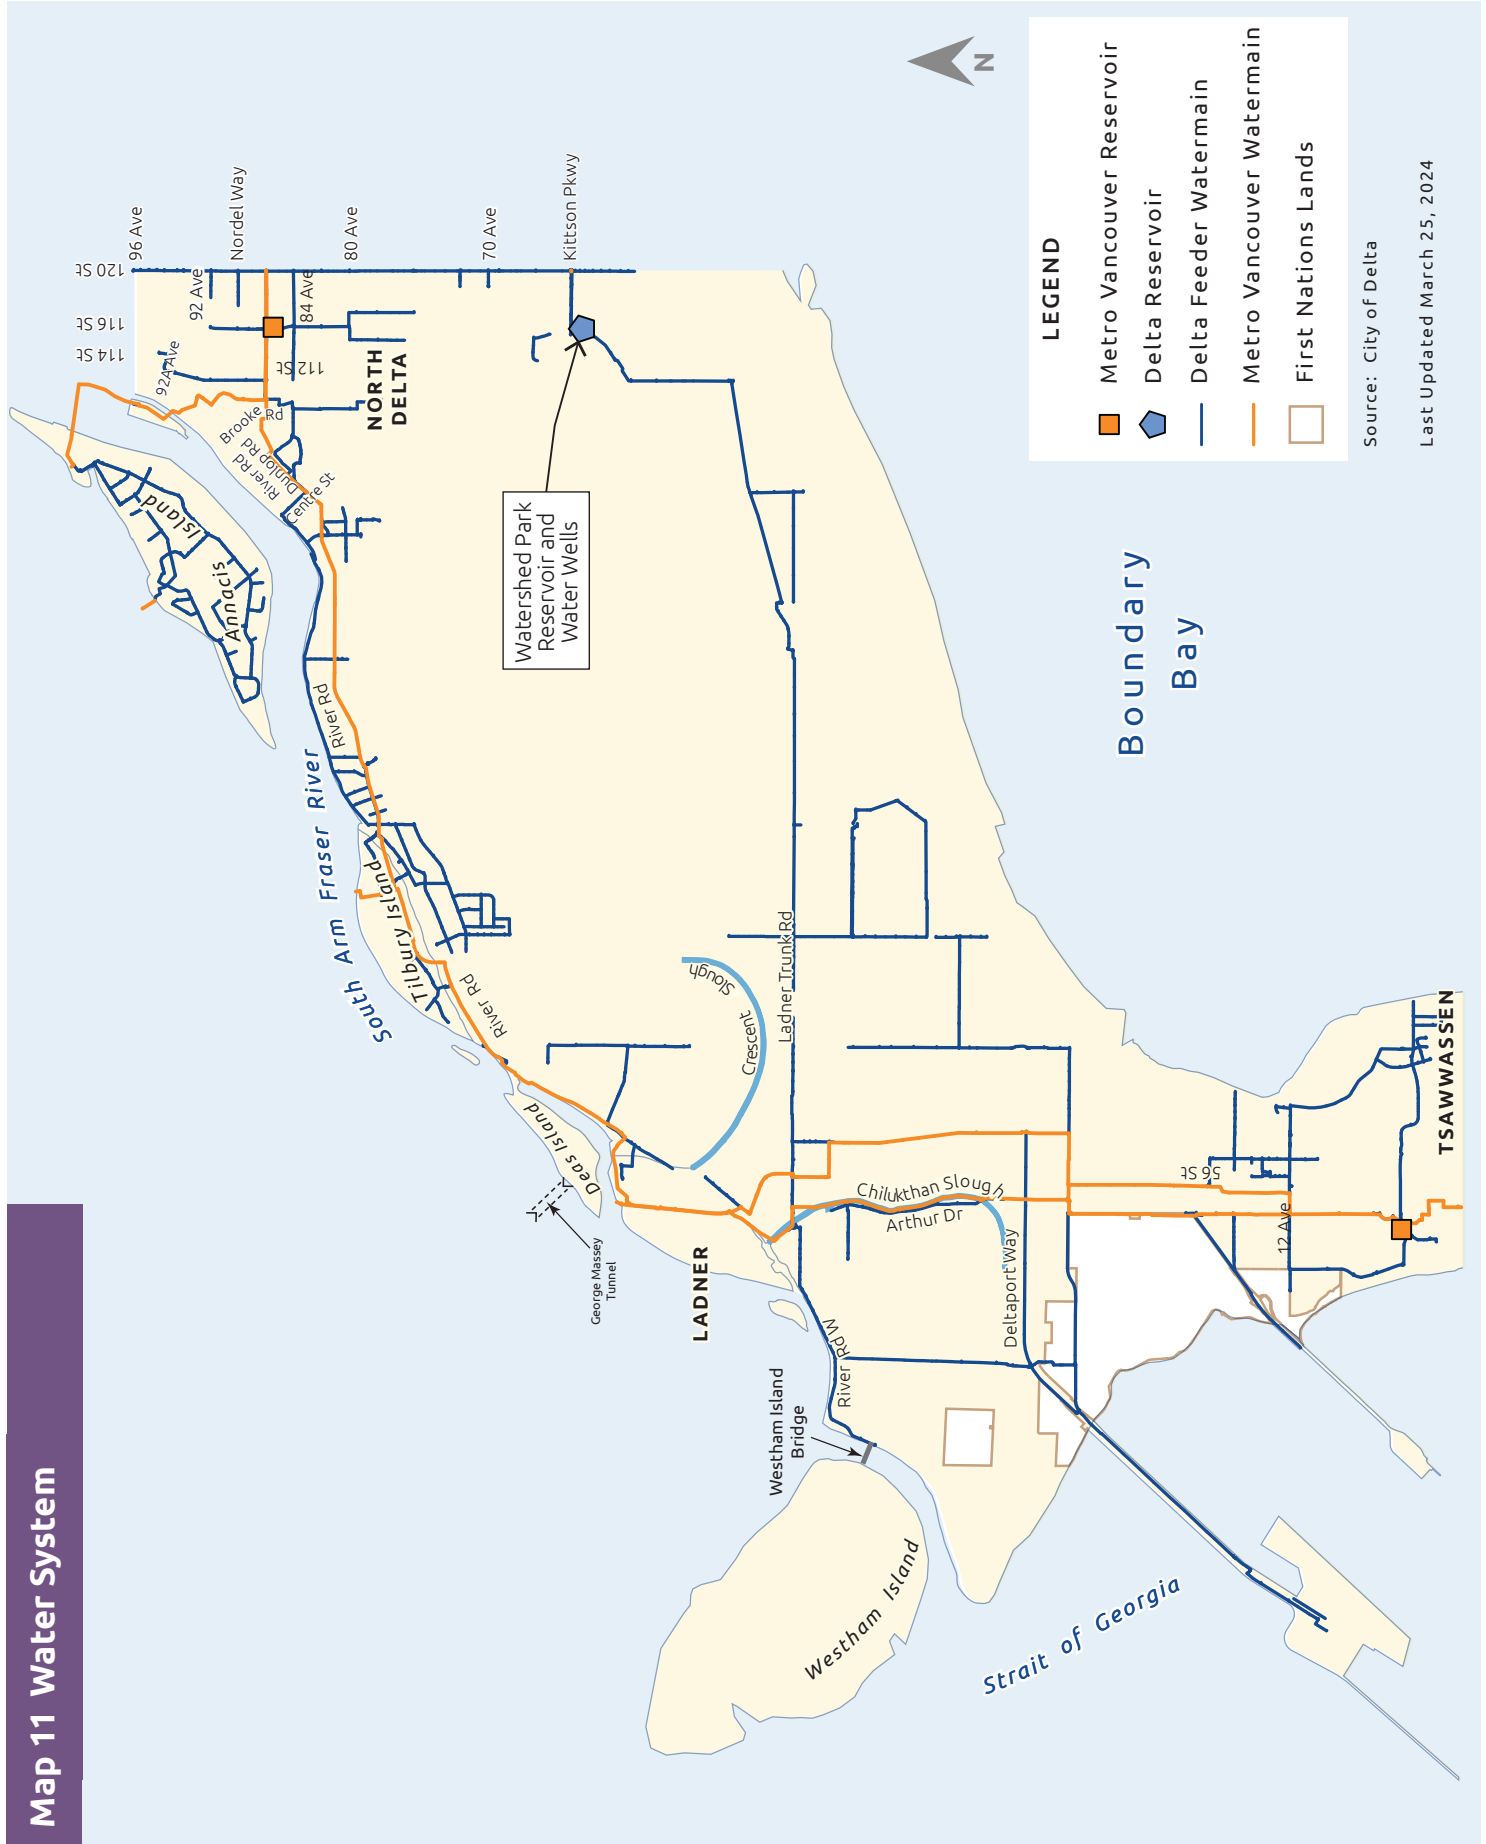 Map 11 Water System
96 Ave
Nordel Way
80 Ave
70 Ave
Kittson Pkwy
120 St
116 St
114 St
92 Ave
92A Ave
84 Ave
112 St
NORTH
DELTA
Brooke
Rd
Dunlop Rd
River Rd
Centre St
Annacis
Island
River Rd
South Arm Fraser River
Tilbury Island
River Rd
Watershed Park
Reservoir and
Water Wells
Slough
Crescent
Ladner Trunk Rd
Deas Island
George Massey
Tunnel
LADNER
Chilukthan Slough
Arthur Dr
Deltaport Way
River
Rd W
Westham Island
Bridge
Westham Island
Strait of Georgia
Boundary
Bay
56 St
12 Ave
TSAWWASSEN
N
LEGEND
Metro Vancouver Reservoir
Delta Reservoir
Delta Feeder Watermain
Metro Vancouver Watermain
First Nations Lands
Source: City of Delta
Last Updated March 25, 2024